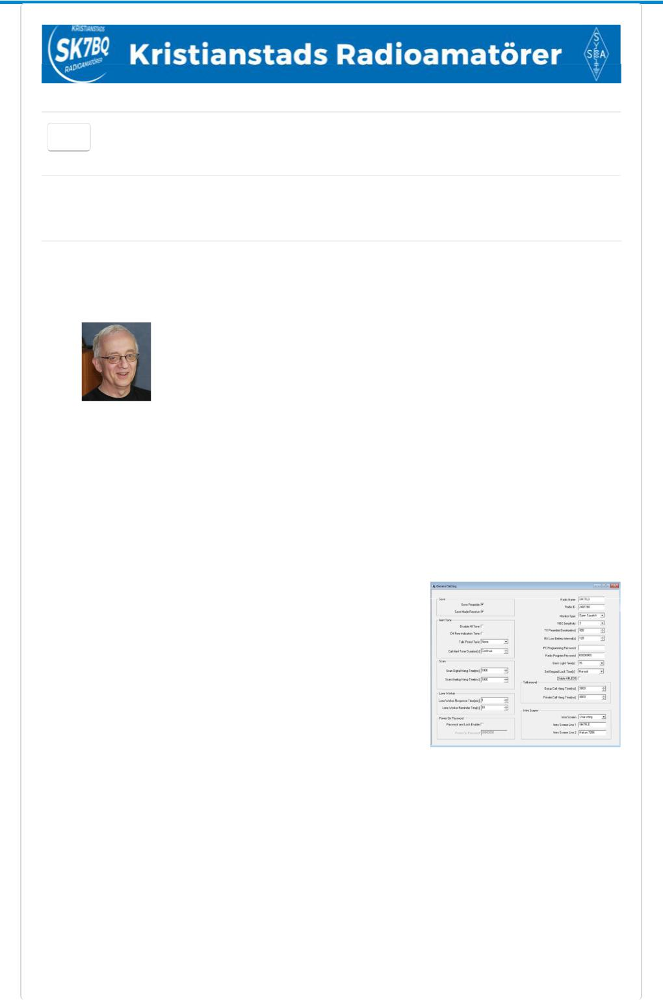 KRISTIANSTADS
SK7BQ
RADIOAMATÖRER
Kristianstads Radioamatörer
SVERIGE
SSA
General Setting
Save
Save Preamble
Save Mode Receive
Alert Tone
Disable All Tone
CH Free Indication Tone
Talk Permit Tone None
Call Alert Tone Duration[s] Continue
Scan
Scan Digital Hang Time[ms] 1000
Scan Analog Hang Time[ms] 1000
Lone Worker
Lone Worker Response Time[min] 1
Lone Worker Reminder Time[s] 10
Power On Password
Password and Lock Enable
Power On Password 00000000
Radio Name SM7FLD
Radio ID 2407286
Monitor Type Open Squelch
VOX Sensitivity 3
TX Preamble Duration[ms] 300
RX Low Battery Interval[s] 120
PC Programming Password
Radio Program Password 00000000
Back Light Time[s] 15
Set Keypad Lock Time[s] Manual
Disable All LEDS
Talkaround
Group Call Hang Time[ms] 3000
Private Call Hang Time[ms] 4000
Intro Screen
Intro Screen Char string
Intro Screen Line 1 SM7FLD
Intro Screen Line 2 Hakan 7286